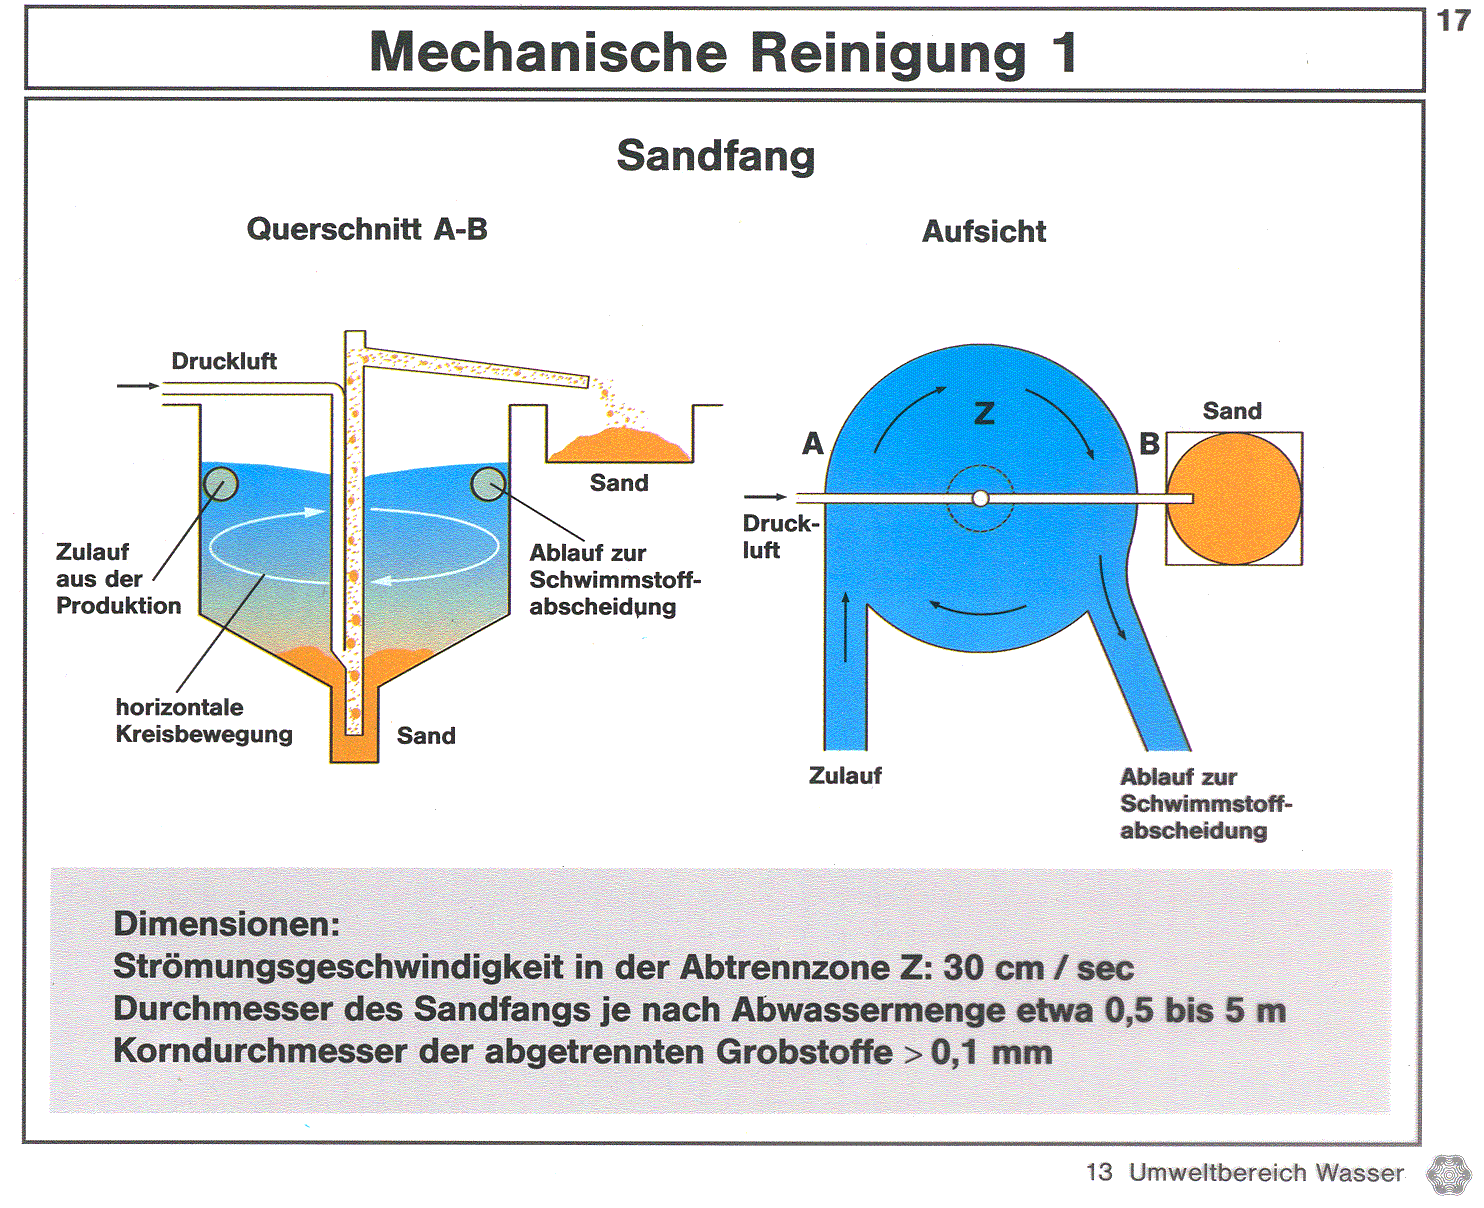 17
Mechanische Reinigung 1
Sandfang
Querschnitt A-B
Druckluft
Sand
Zulauf
aus der
Produktion
Ablauf zur
Schwimmstoff-
abscheidung
horizontale
Kreisbewegung
Sand
Aufsicht
Z
A
B
Sand
Druck-
luft
Zulauf
Ablauf zur
Schwimmstoff-
abscheidung
Dimensionen:
Strömungsgeschwindigkeit in der Abtrennzone Z: 30 cm / sec
Durchmesser des Sandfangs je nach Abwassermenge etwa 0,5 bis 5 m
Korndurchmesser der abgetrennten Grobstoffe > 0,1 mm
13 Umweltbereich Wasser